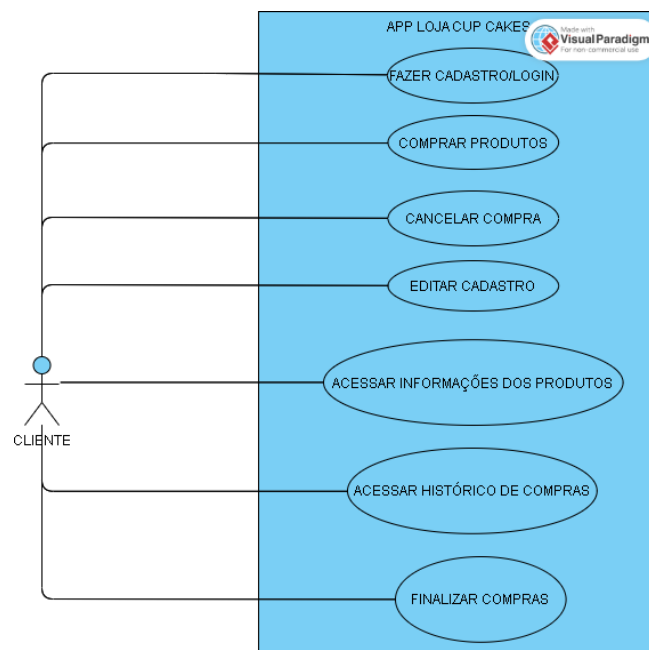 APP LOJA CUP CAKES
Made with
Visual Paradigm
For non-commercial use
FAZER CADASTRO/LOGIN
COMPRAR PRODUTOS
CANCELAR COMPRA
EDITAR CADASTRO
ACESSAR INFORMAÇÕES DOS PRODUTOS
CLIENTE
ACESSAR HISTÓRICO DE COMPRAS
FINALIZAR COMPRAS